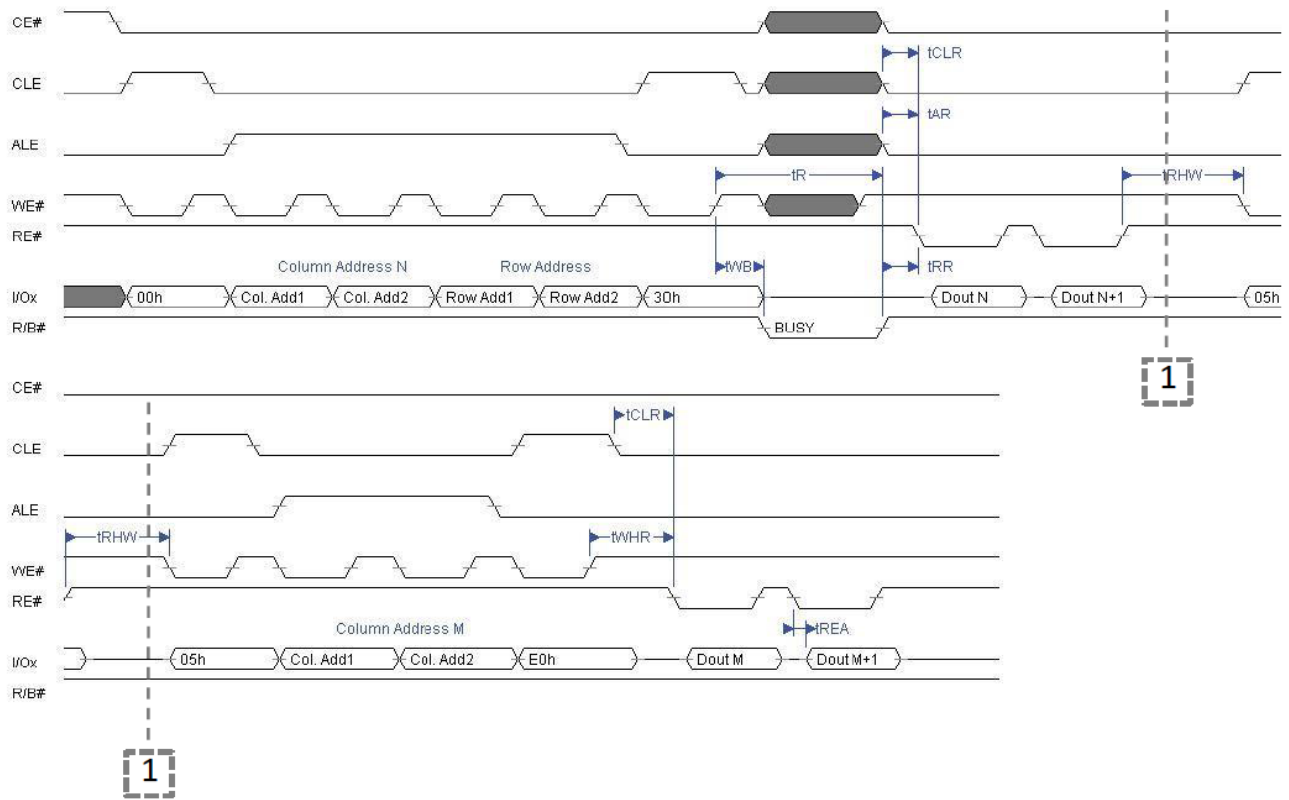 CE#
tCLR
CLE
tAR
ALE
tR
tRHW
WE#
RE#
Column Address N Row Address tWB tRR
I/Ox 00h Col. Add1 Col. Add2 Row Add1 Row Add2 30h Dout N Dout N+1 05h
R/B# BUSY
1
CE#
tCLR
CLE
ALE
tRHW tWHR
WE#
RE#
Column Address M tREA
I/Ox 05h Col. Add1 Col. Add2 E0h Dout M Dout M+1
R/B#
1